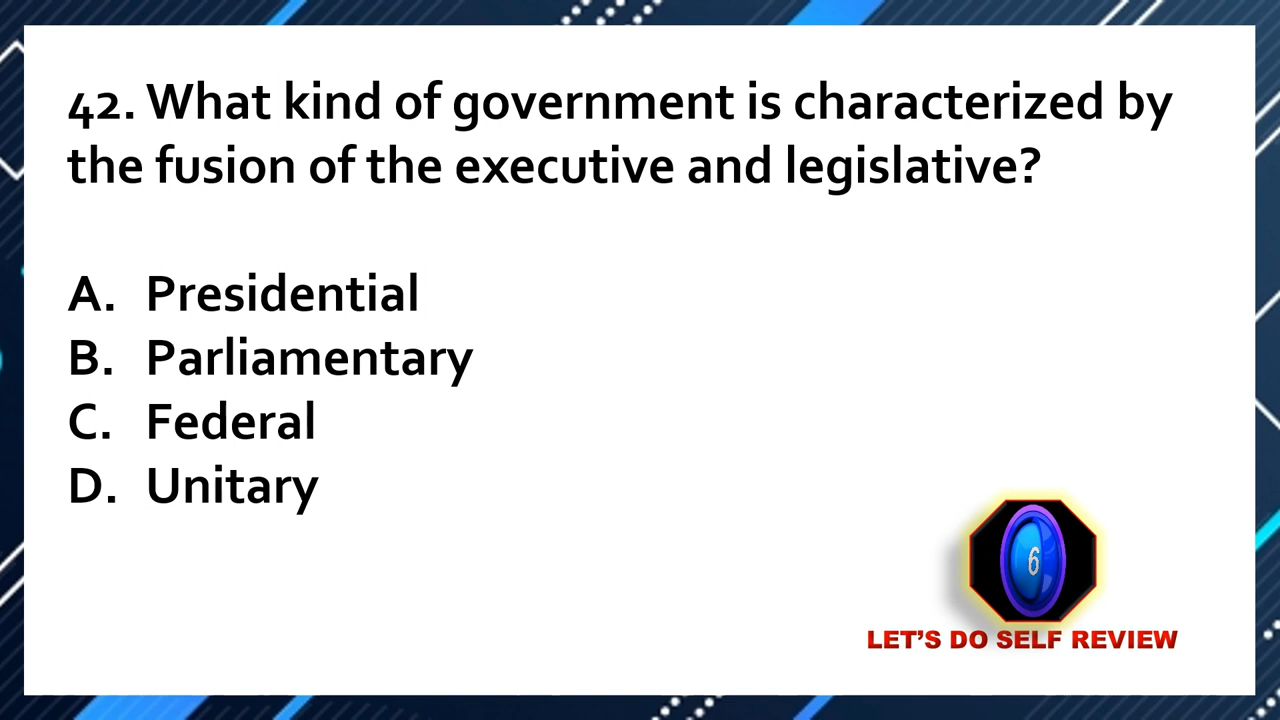 42. What kind of government is characterized by
the fusion of the executive and legislative?
A. Presidential
B. Parliamentary
C. Federal
D. Unitary
6
LET'S DO SELF REVIEW